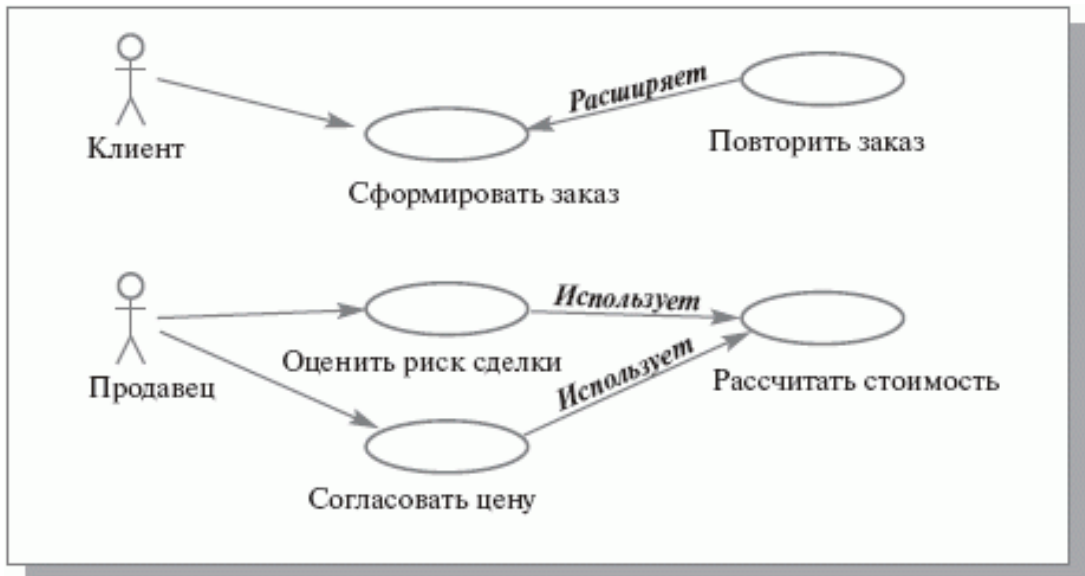 Клиент
Расширяет
Повторить заказ
Сформировать заказ
Продавец
Оценить риск сделки
Использует
Использует
Рассчитать стоимость
Согласовать цену